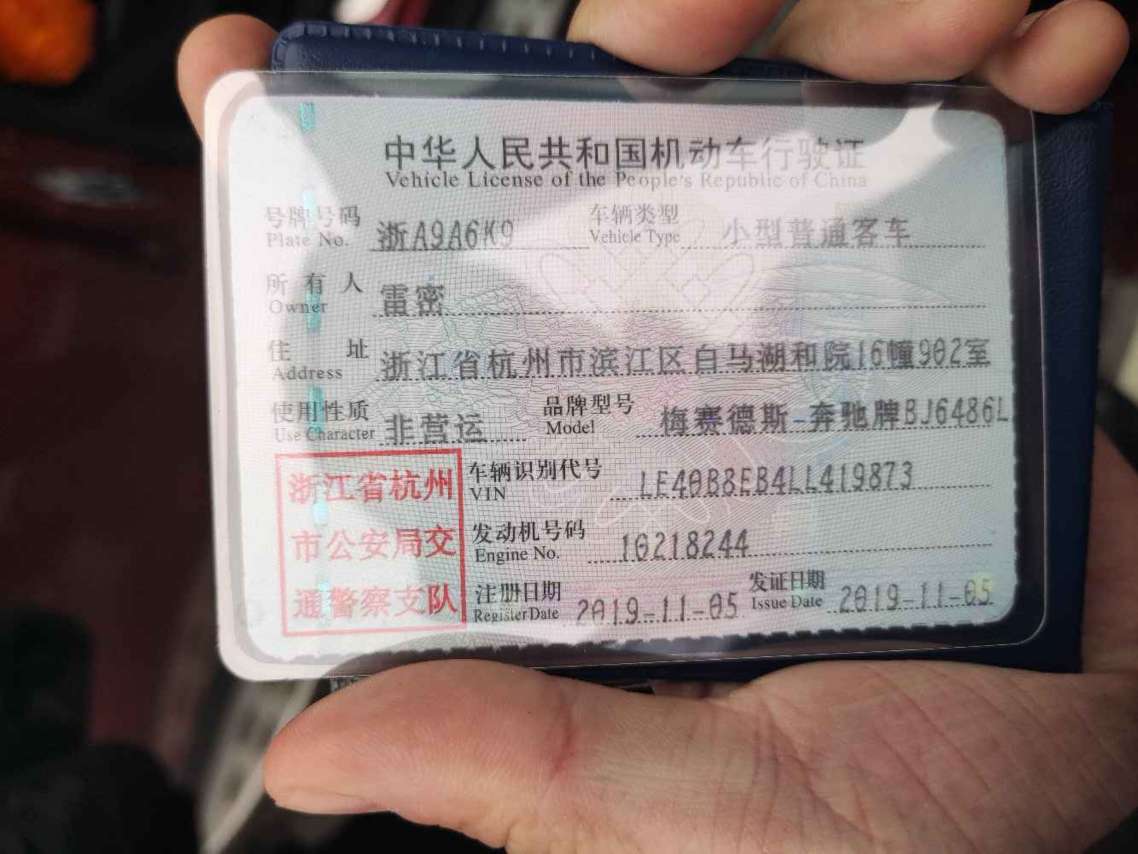 中华人民共和国机动车行驶证
Vehicle License of the People's Republic of China
号牌号码 浙A9A6K9 车辆类型 小型普通客车
Plate No. Vehicle Type
所有人 雷密
Owner
住址 浙江省杭州市滨江区白马湖和院16幢902室
Address
使用性质 非营运 品牌型号 梅赛德斯-奔驰牌BJ6486L
Use Character Model
浙江省杭州 车辆识别代号 LE40B8EB4LL419873
VIN
市公安局交 发动机号码 10218244
Engine No.
通警察支队 注册日期 2019-11-05 发证日期 2019-11-05
Register Date Issue Date